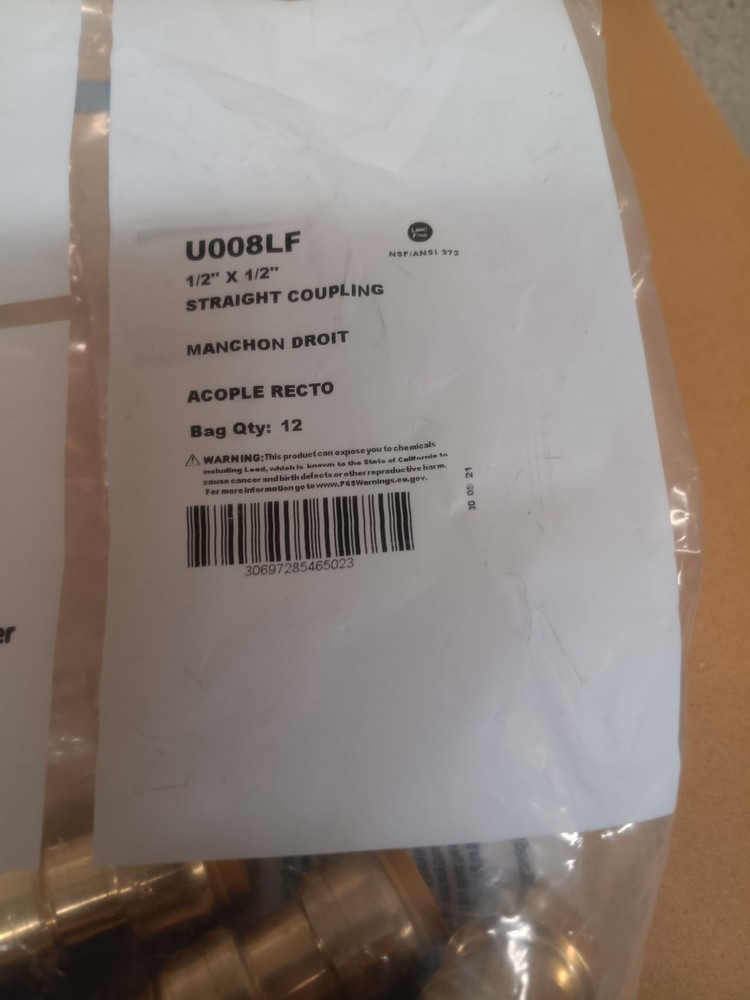 U008LF
Lead
Free
NSF/ANSI 372
1/2" X 1/2"
STRAIGHT COUPLING
MANCHON DROIT
ACOPLE RECTO
Bag Qty: 12
WARNING: This product can expose you to chemicals
including Lead, which is known to the State of California to
cause cancer and birth defects or other reproductive harm.
For more information go to www.P65Warnings.ca.gov.
30 09 21
30697285465023
er